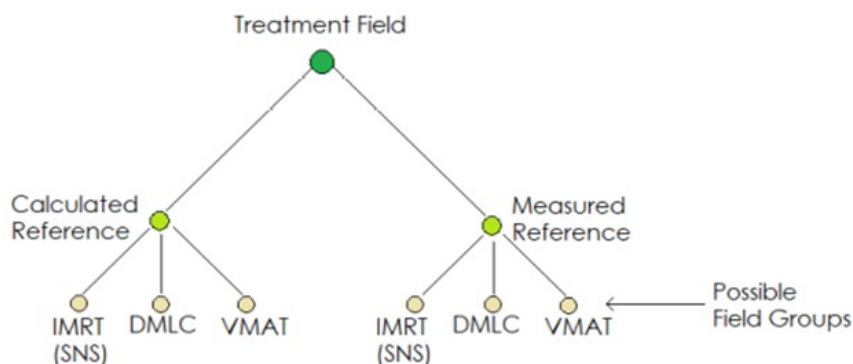 Treatment Field
Calculated
Reference
Measured
Reference
IMRT
(SNS)
DMLC
VMAT
IMRT
(SNS)
DMLC
VMAT
Possible
Field Groups